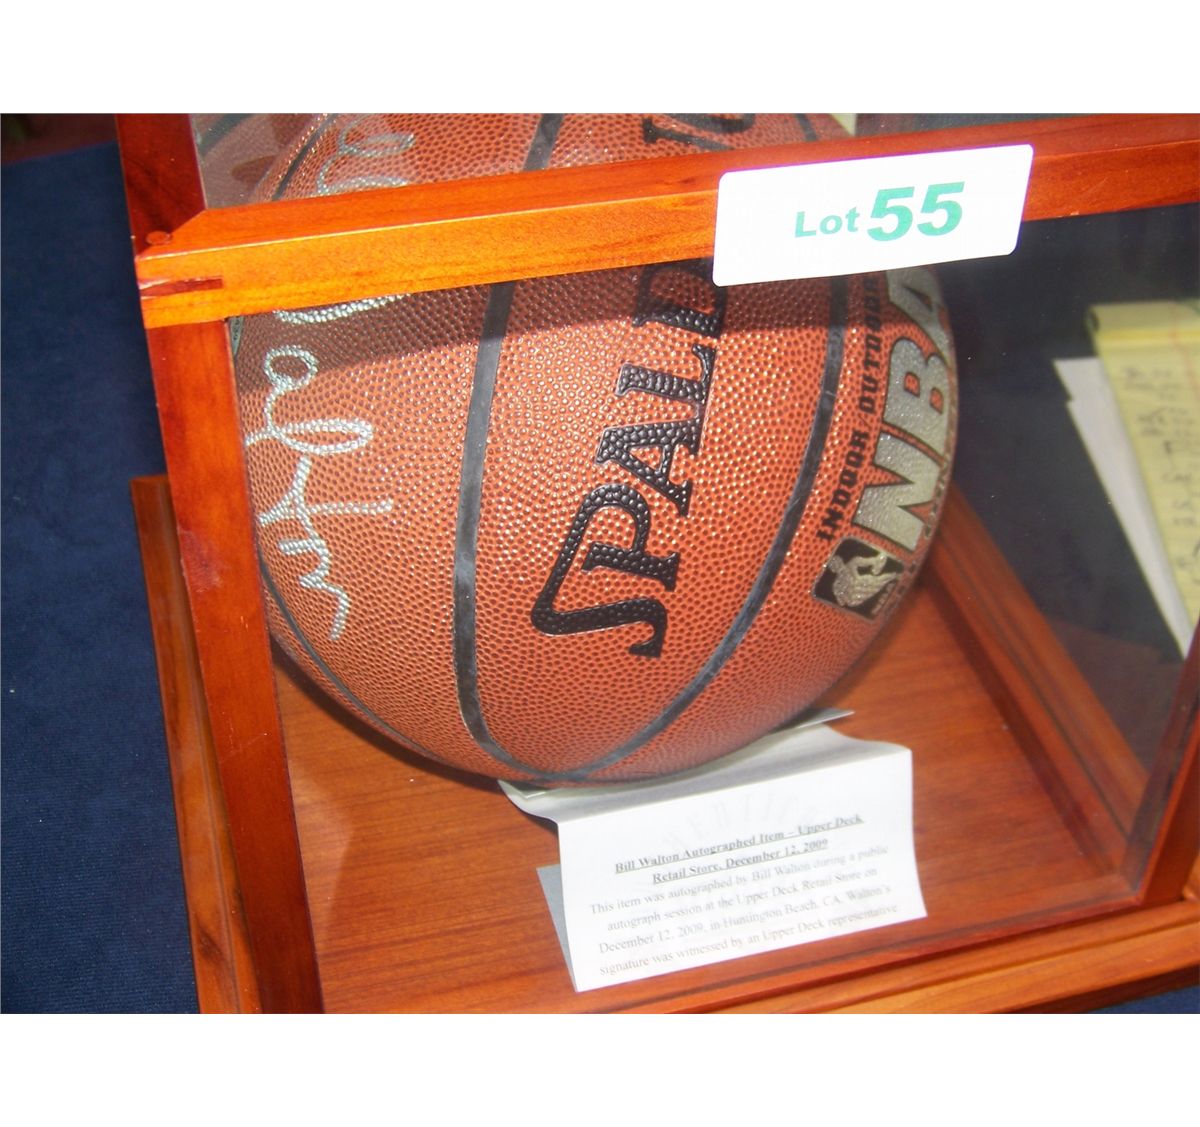 Lot 55
SPALD
INDOOR OUTDOOR
NBA
Walton
Bill Walton Autographed Item – Upper Deck
Retail Store, December 12, 2009
This item was autographed by Bill Walton during a public
autograph session at the Upper Deck Retail Store on
December 12, 2009, in Huntington Beach, CA. Walton's
signature was witnessed by an Upper Deck representative.